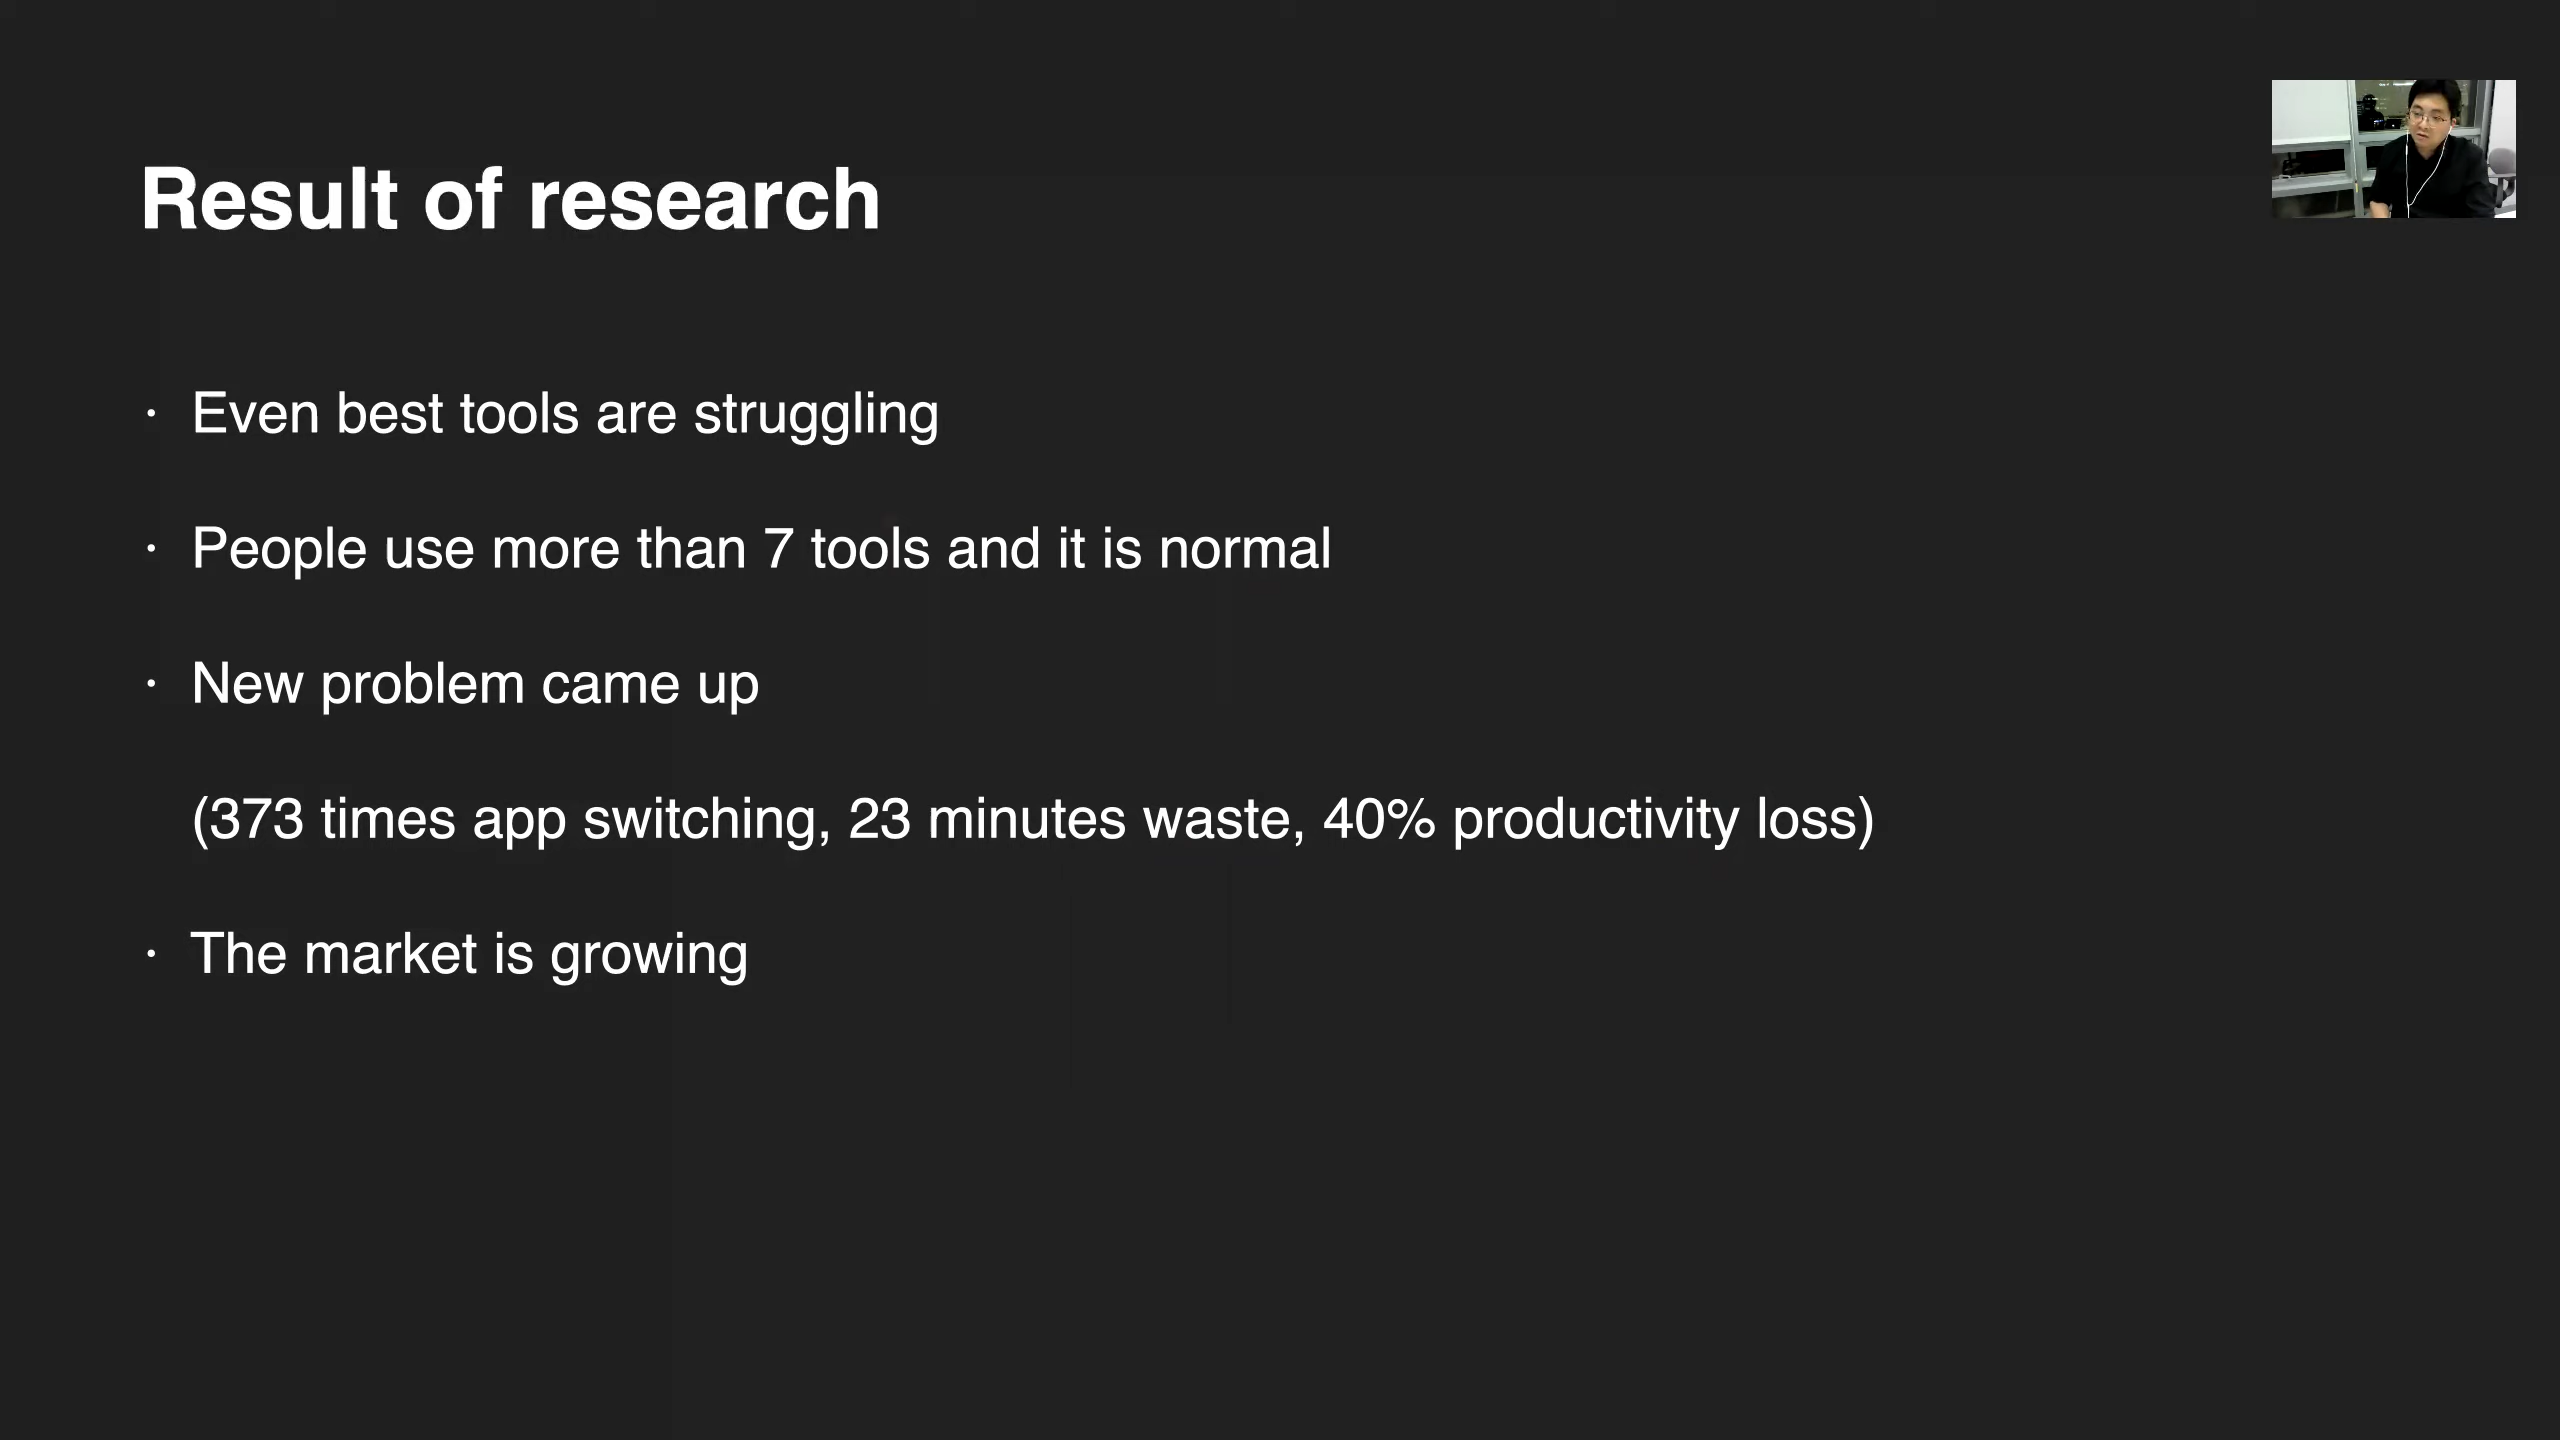 Result of research
· Even best tools are struggling
· People use more than 7 tools and it is normal
· New problem came up
(373 times app switching, 23 minutes waste, 40% productivity loss)
· The market is growing